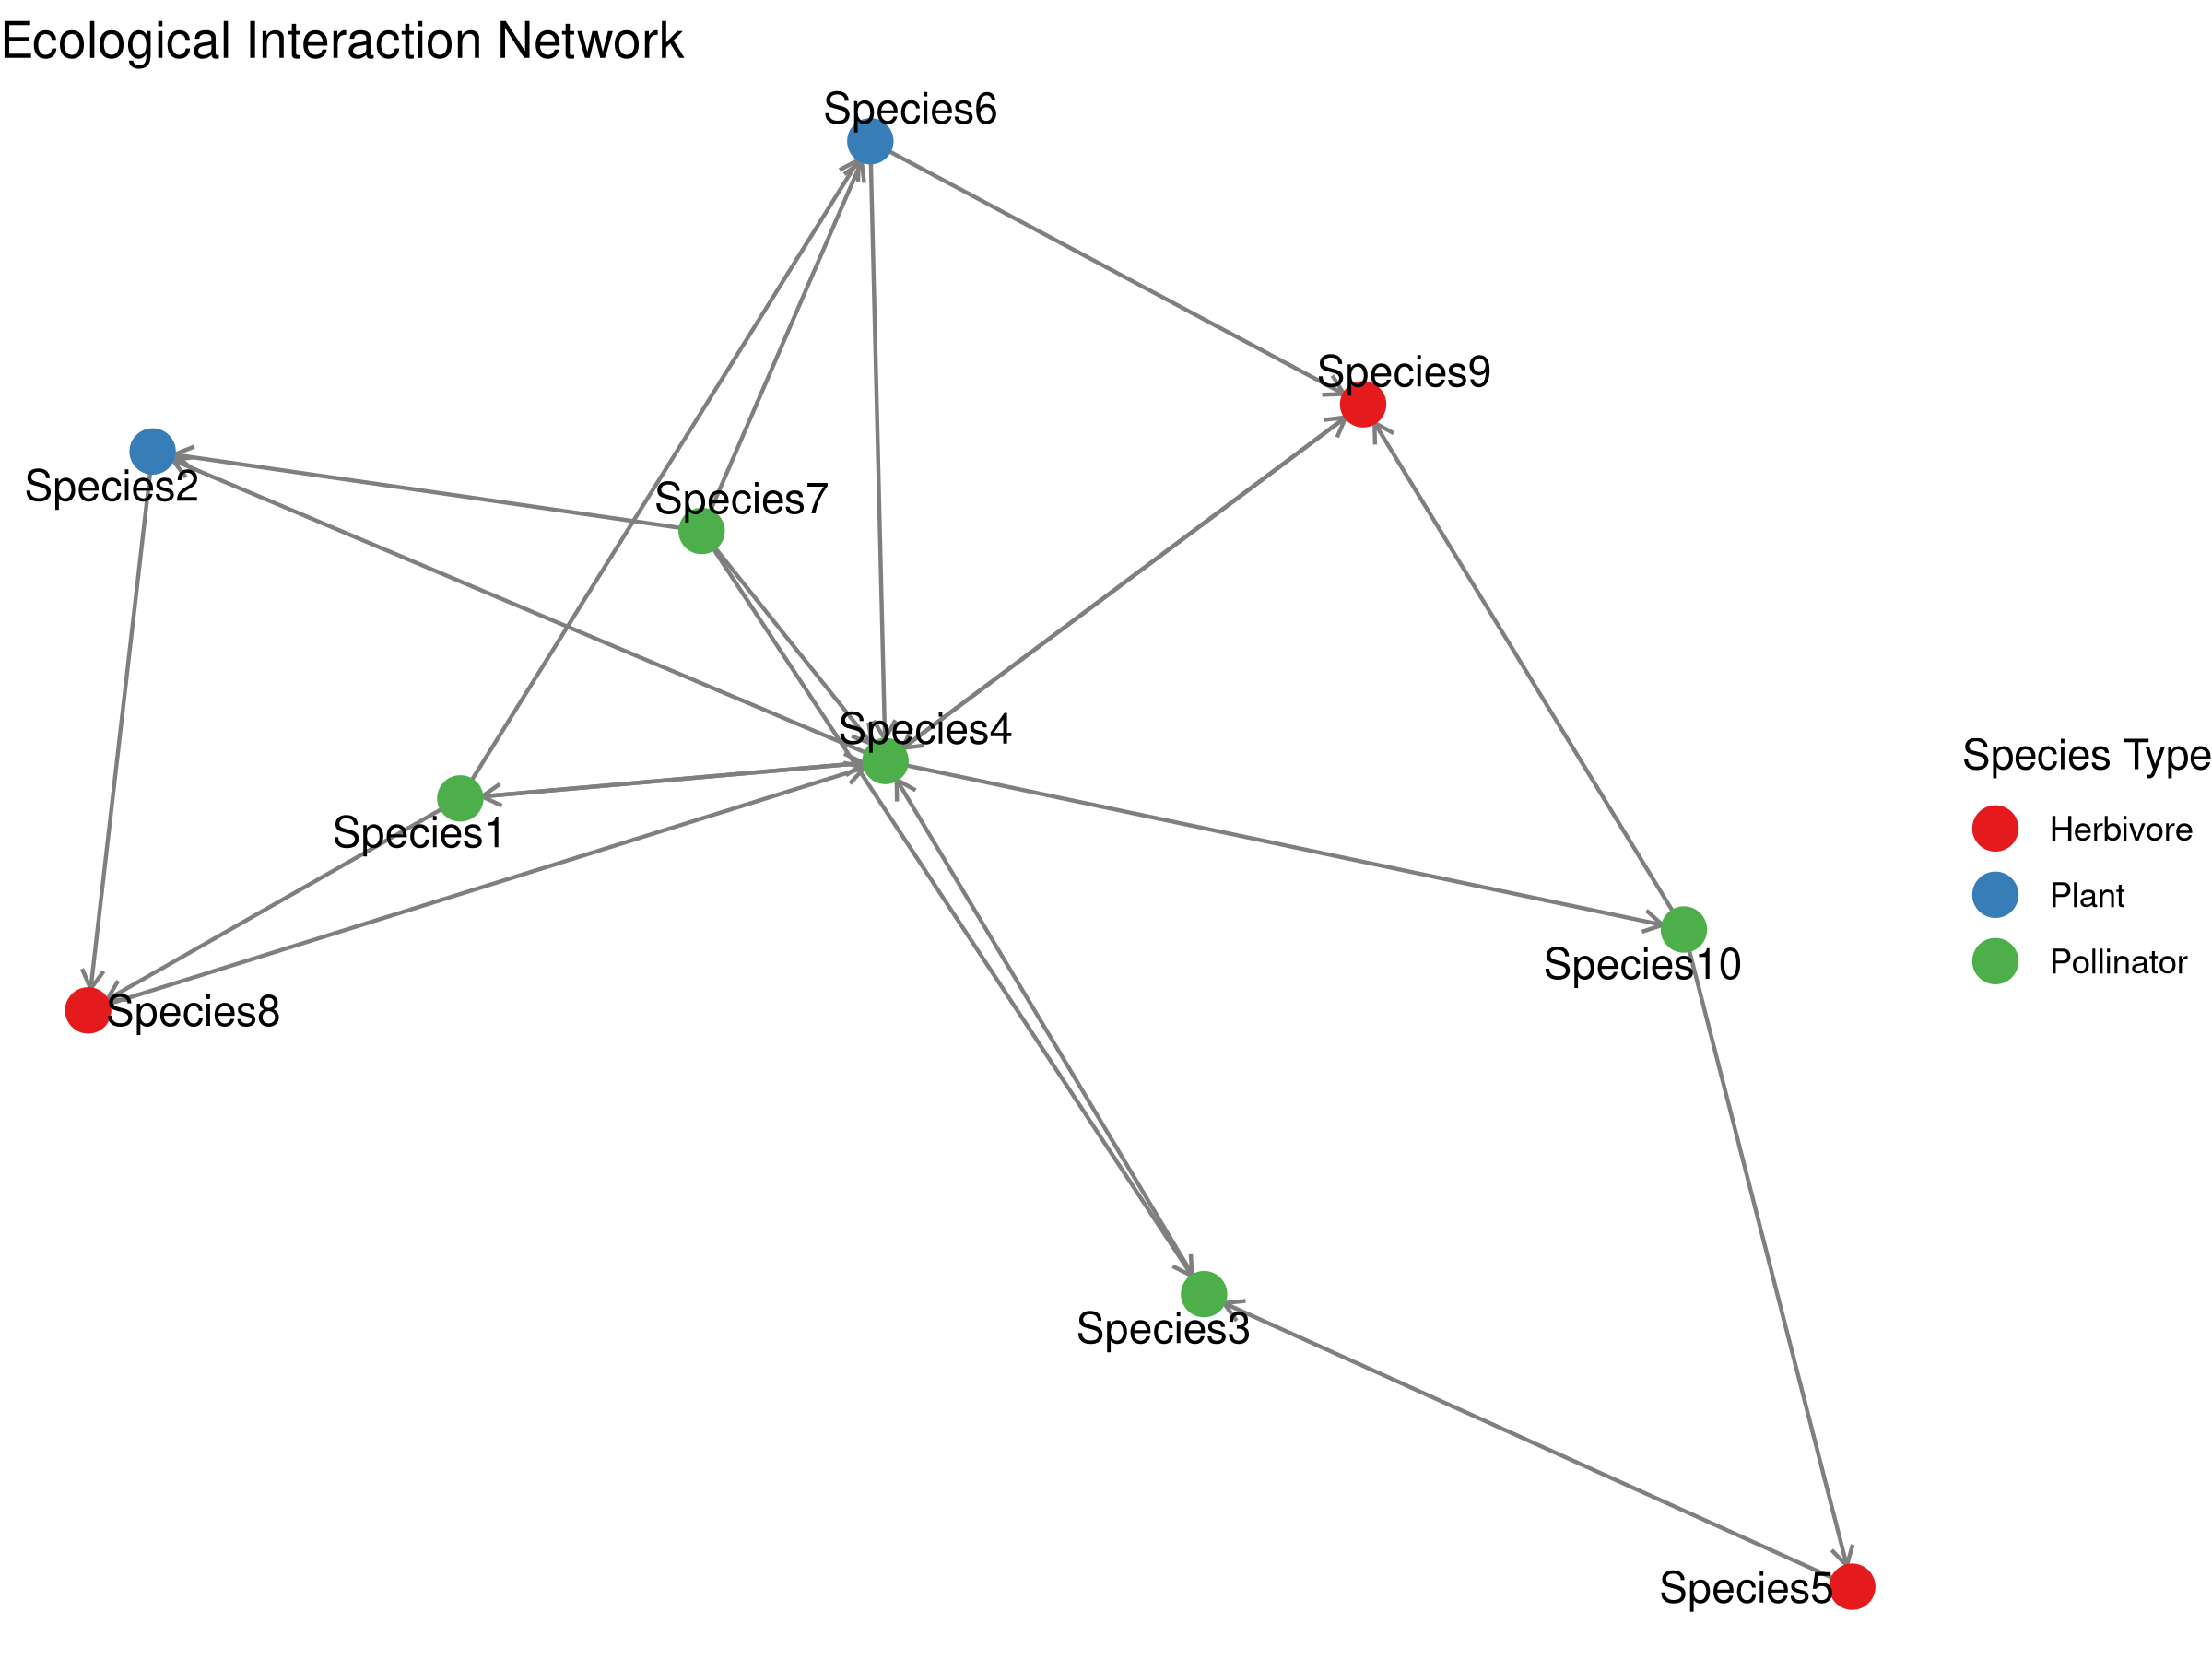 Ecological Interaction Network
Species6
Species9
Species2
Species7
Species4
Species1
Species10
Species8
Species3
Species5
Species Type
Herbivore
Plant
Pollinator